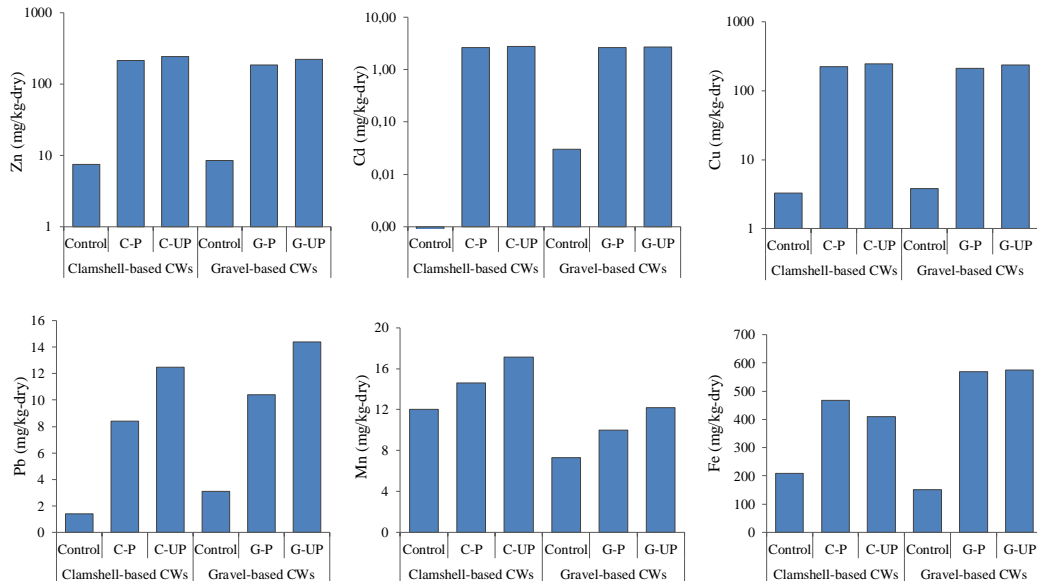 Zn (mg/kg-dry)
1000
100
10
1
Control C-P C-UP Control G-P G-UP
Clamshell-based CWs Gravel-based CWs
Cd (mg/kg-dry)
10,00
1,00
0,10
0,01
0,00
Control C-P C-UP Control G-P G-UP
Clamshell-based CWs Gravel-based CWs
Cu (mg/kg-dry)
1000
100
10
1
Control C-P C-UP Control G-P G-UP
Clamshell-based CWs Gravel-based CWs
Pb (mg/kg-dry)
16
14
12
10
8
6
4
2
0
Control C-P C-UP Control G-P G-UP
Clamshell-based CWs Gravel-based CWs
Mn (mg/kg-dry)
20
16
12
8
4
0
Control C-P C-UP Control G-P G-UP
Clamshell-based CWs Gravel-based CWs
Fe (mg/kg-dry)
700
600
500
400
300
200
100
0
Control C-P C-UP Control G-P G-UP
Clamshell-based CWs Gravel-based CWs